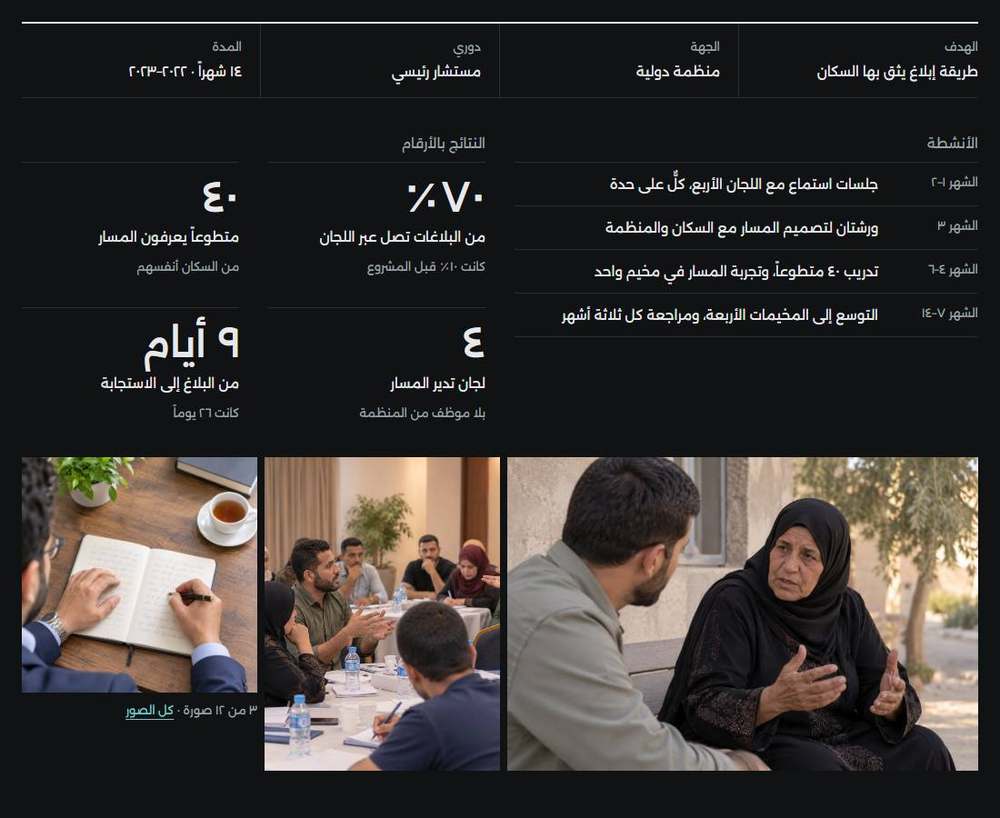 الهدف
طريقة إبلاغ يثق بها السكان
الجهة
منظمة دولية
دوري
مستشار رئيسي
المدة
١٤ شهراً · ٢٠٢٢–٢٠٢٣
الأنشطة
الشهر ١-٢
جلسات استماع مع اللجان الأربع، كلٌّ على حدة
الشهر ٣
ورشتان لتصميم المسار مع السكان والمنظمة
الشهر ٤-٦
تدريب ٤٠ متطوعاً، وتجربة المسار في مخيم واحد
الشهر ٧-١٤
التوسع إلى المخيمات الأربعة، ومراجعة كل ثلاثة أشهر
النتائج بالأرقام
٧٠٪
من البلاغات تصل عبر اللجان
كانت ١٠٪ قبل المشروع
٤٠
متطوعاً يعرفون المسار
من السكان أنفسهم
٤
لجان تدير المسار
بلا موظف من المنظمة
٩ أيام
من البلاغ إلى الاستجابة
كانت ٢٦ يوماً
٣ من ١٢ صورة · كل الصور